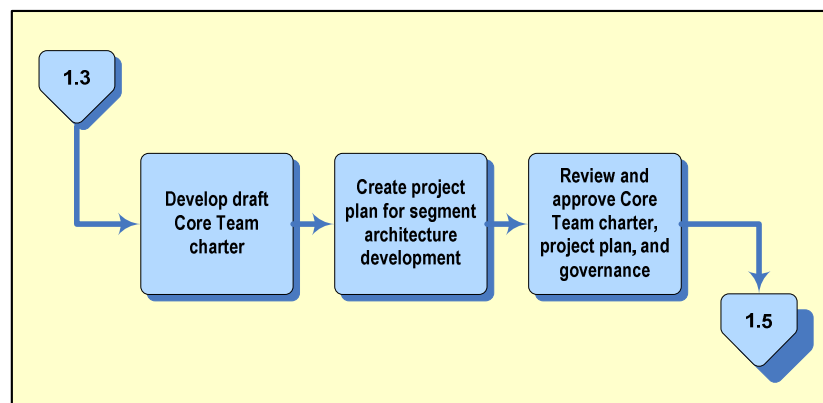 1.3
Develop draft
Core Team
charter
Create project
plan for segment
architecture
development
Review and
approve Core
Team charter,
project plan, and
governance
1.5